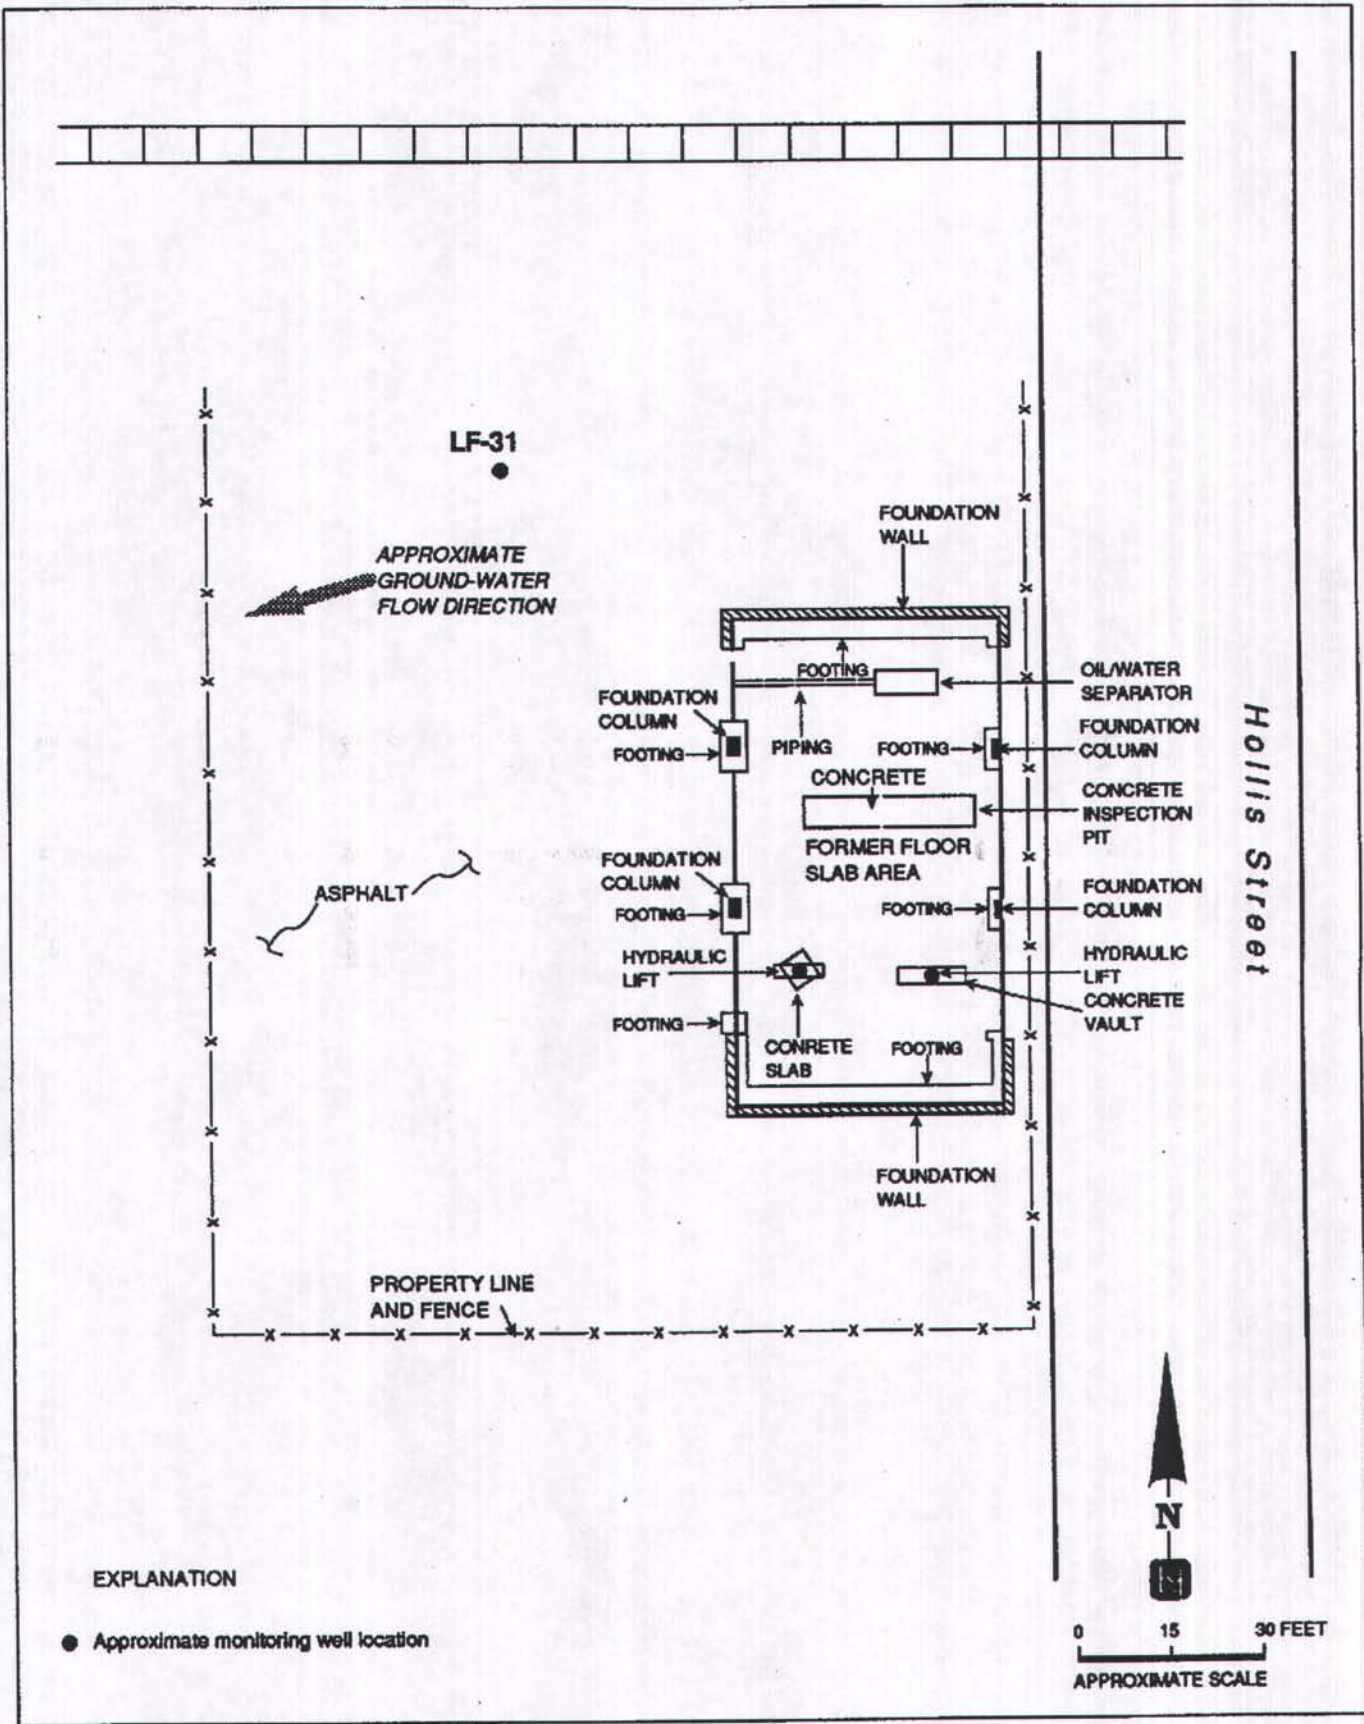 LF-31
APPROXIMATE
GROUND-WATER
FLOW DIRECTION
FOUNDATION
WALL
FOOTING
OIL/WATER
SEPARATOR
FOUNDATION
COLUMN
FOOTING
PIPING
FOOTING
FOUNDATION
COLUMN
CONCRETE
CONCRETE
INSPECTION
PIT
FORMER FLOOR
SLAB AREA
Hollis Street
FOUNDATION
COLUMN
FOOTING
ASPHALT
FOOTING
FOUNDATION
COLUMN
HYDRAULIC
LIFT
HYDRAULIC
LIFT
CONCRETE
VAULT
FOOTING
CONRETE
SLAB
FOOTING
FOUNDATION
WALL
PROPERTY LINE
AND FENCE
N
EXPLANATION
Approximate monitoring well location
0 15 30 FEET
APPROXIMATE SCALE